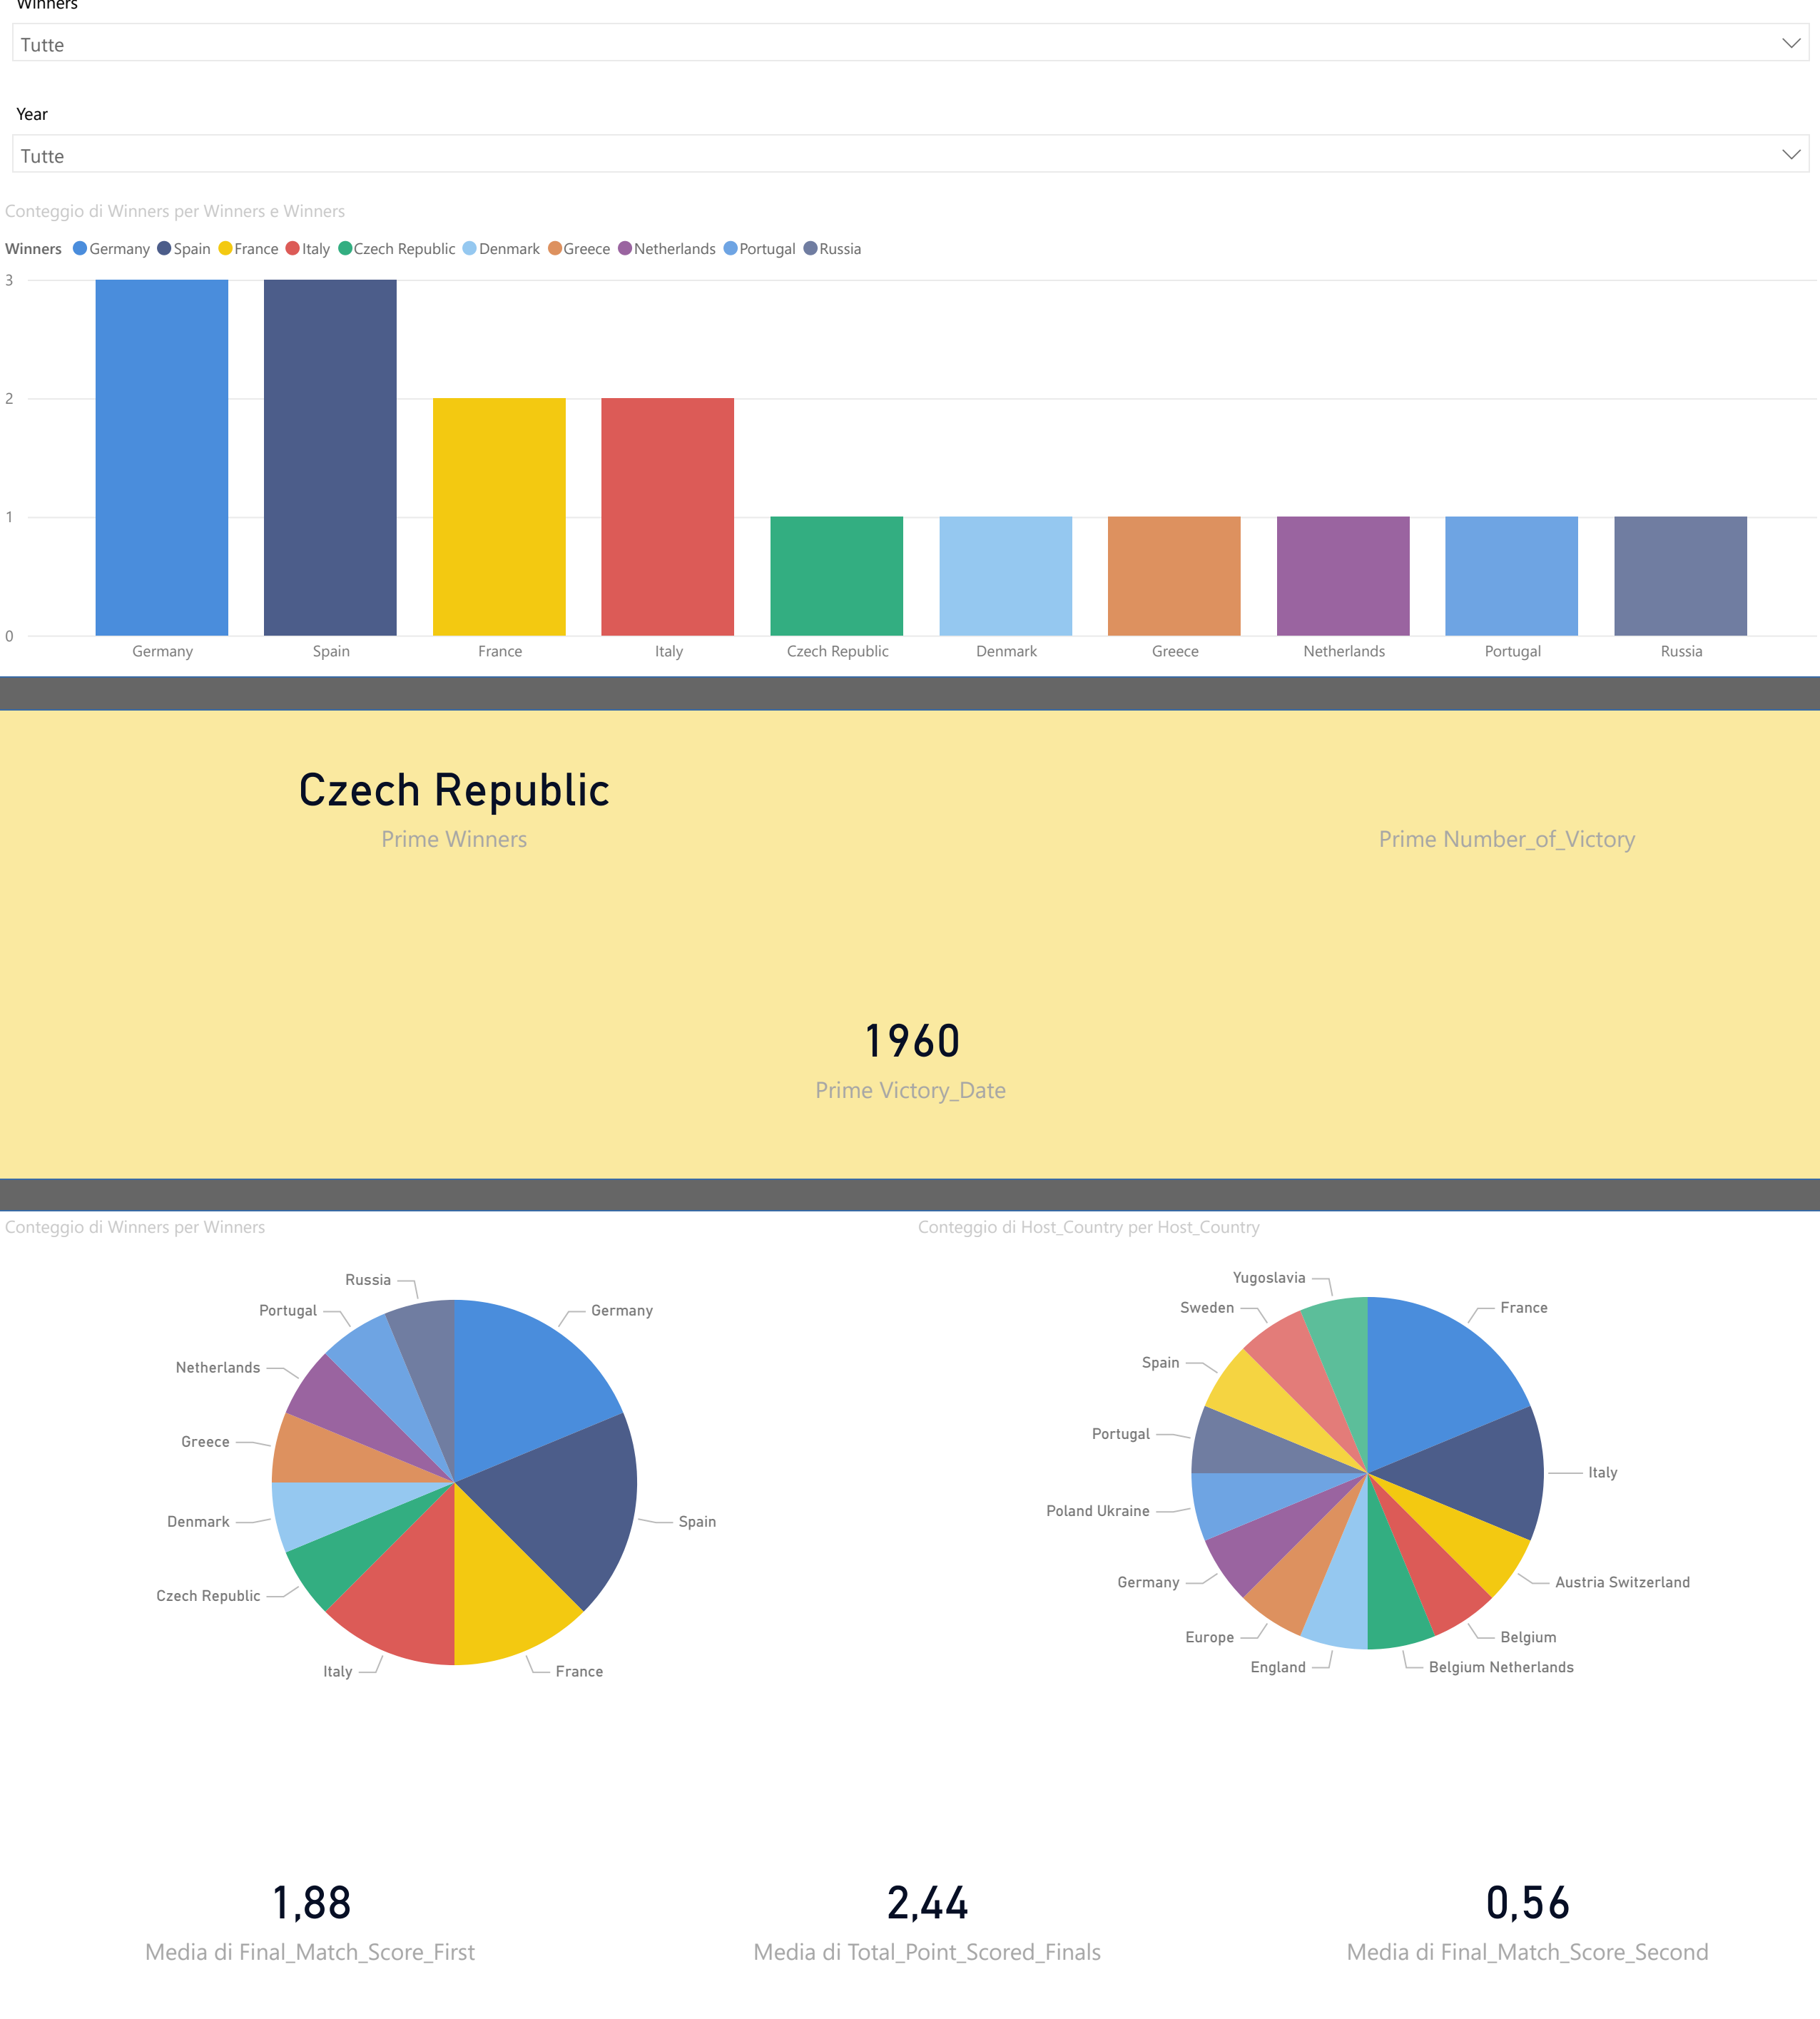 Winners
Tutte
Year
Tutte
Conteggio di Winners per Winners e Winners
Winners Germany Spain France Italy Czech Republic Denmark Greece Netherlands Portugal Russia
3
2
1
0
Germany Spain France Italy Czech Republic Denmark Greece Netherlands Portugal Russia
Czech Republic
Prime Winners
Prime Number_of_Victory
1960
Prime Victory_Date
Conteggio di Winners per Winners
Russia
Germany
Portugal
Netherlands
Greece
Spain
Denmark
Czech Republic
Italy
France
Conteggio di Host_Country per Host_Country
Yugoslavia
France
Sweden
Spain
Portugal
Italy
Poland Ukraine
Germany
Austria Switzerland
Europe
Belgium
England
Belgium Netherlands
1,88
Media di Final_Match_Score_First
2,44
Media di Total_Point_Scored_Finals
0,56
Media di Final_Match_Score_Second